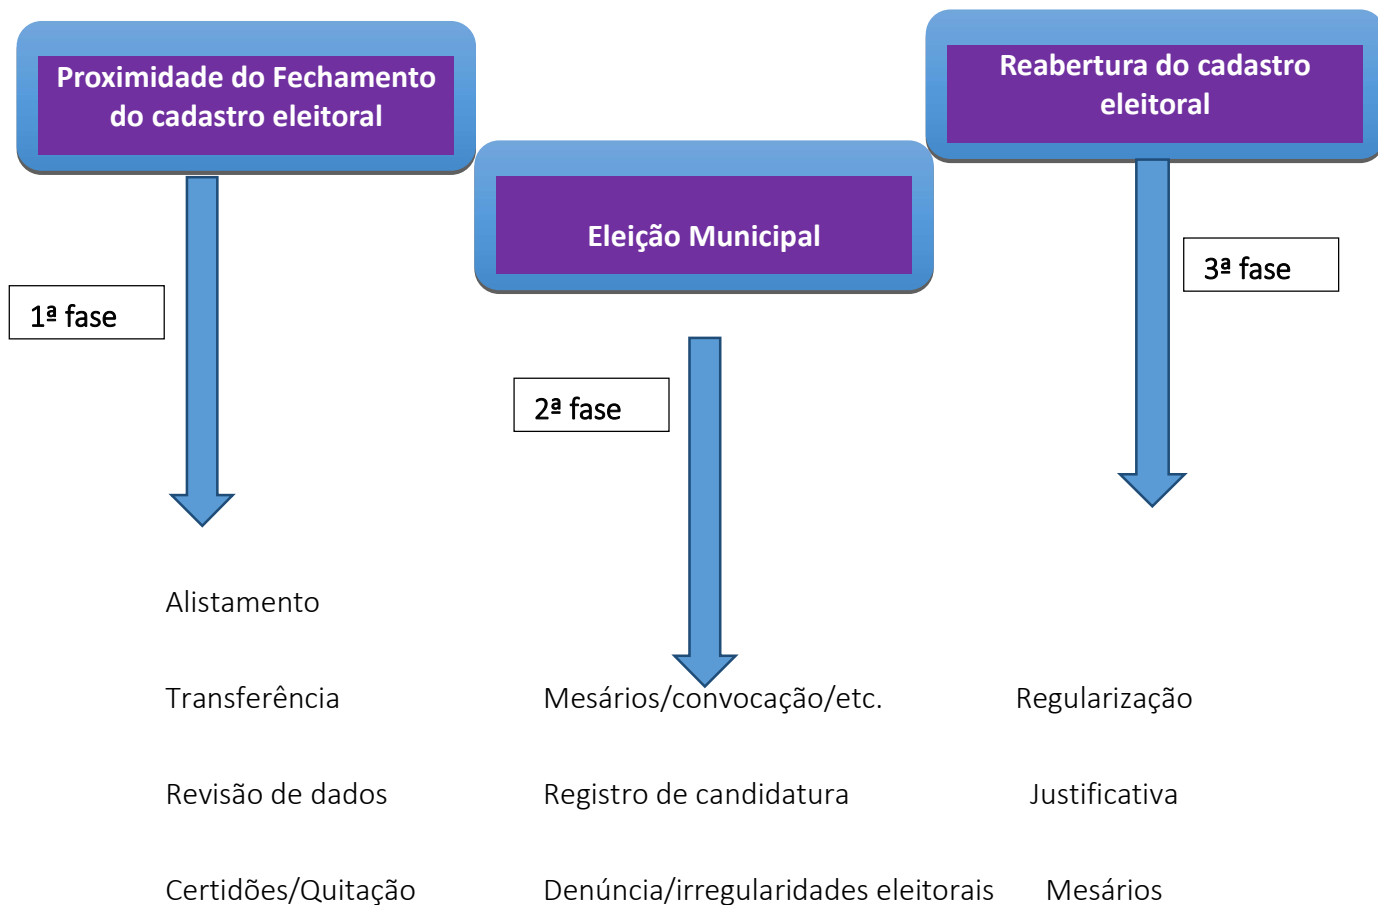 Proximidade do Fechamento
do cadastro eleitoral
1ª fase
Eleição Municipal
2ª fase
Reabertura do cadastro
eleitoral
3ª fase
Alistamento
Transferência
Mesários/convocação/etc.
Regularização
Revisão de dados
Registro de candidatura
Justificativa
Certidões/Quitação
Denúncia/irregularidades eleitorais
Mesários